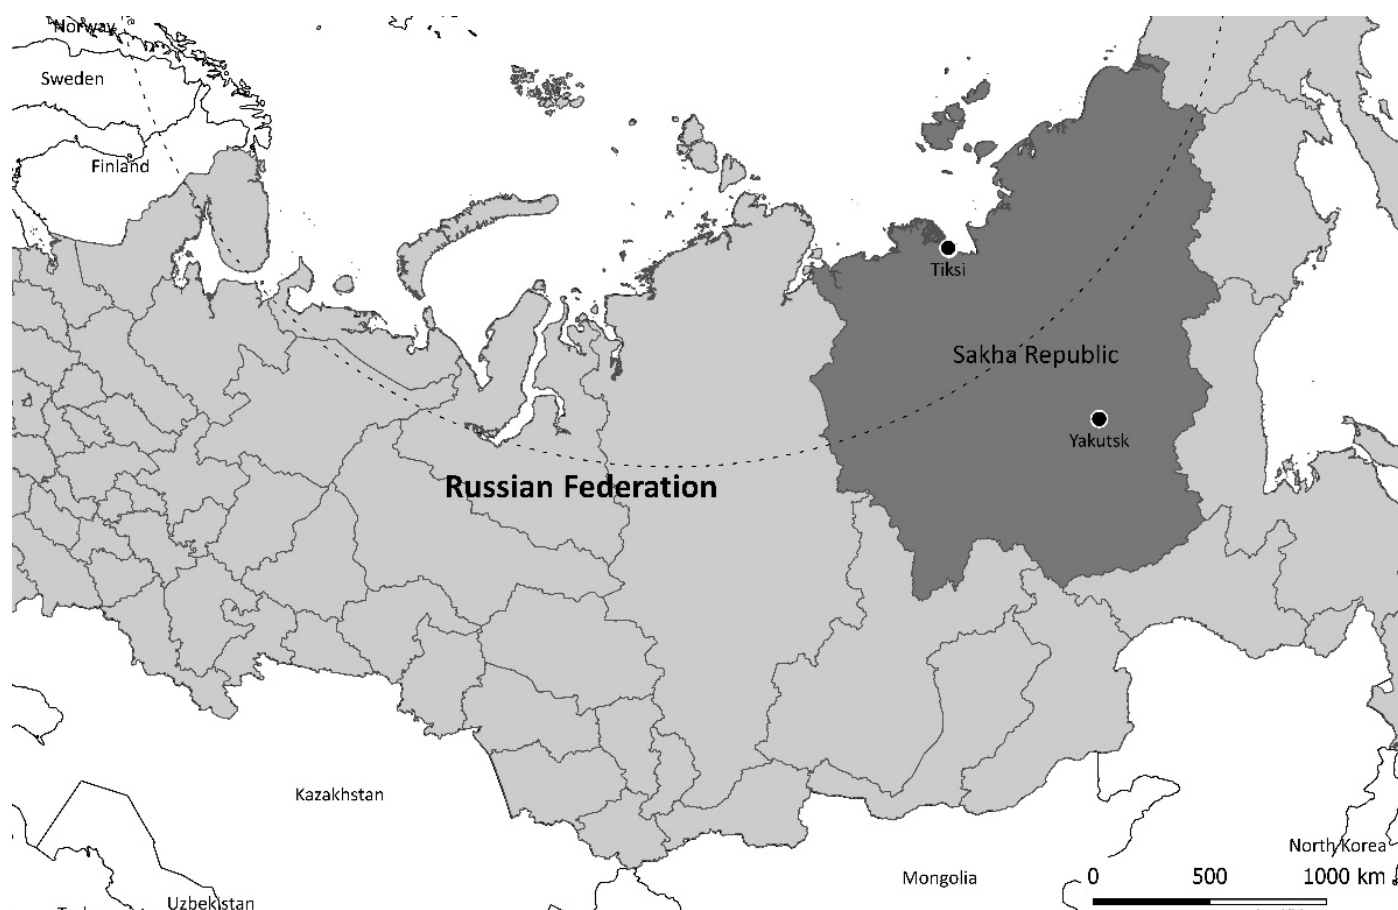 Norway
Sweden
Finland
Tiksi
Sakha Republic
Yakutsk
Russian Federation
Kazakhstan
North Korea
Mongolia
0 500 1000 km
Uzbekistan